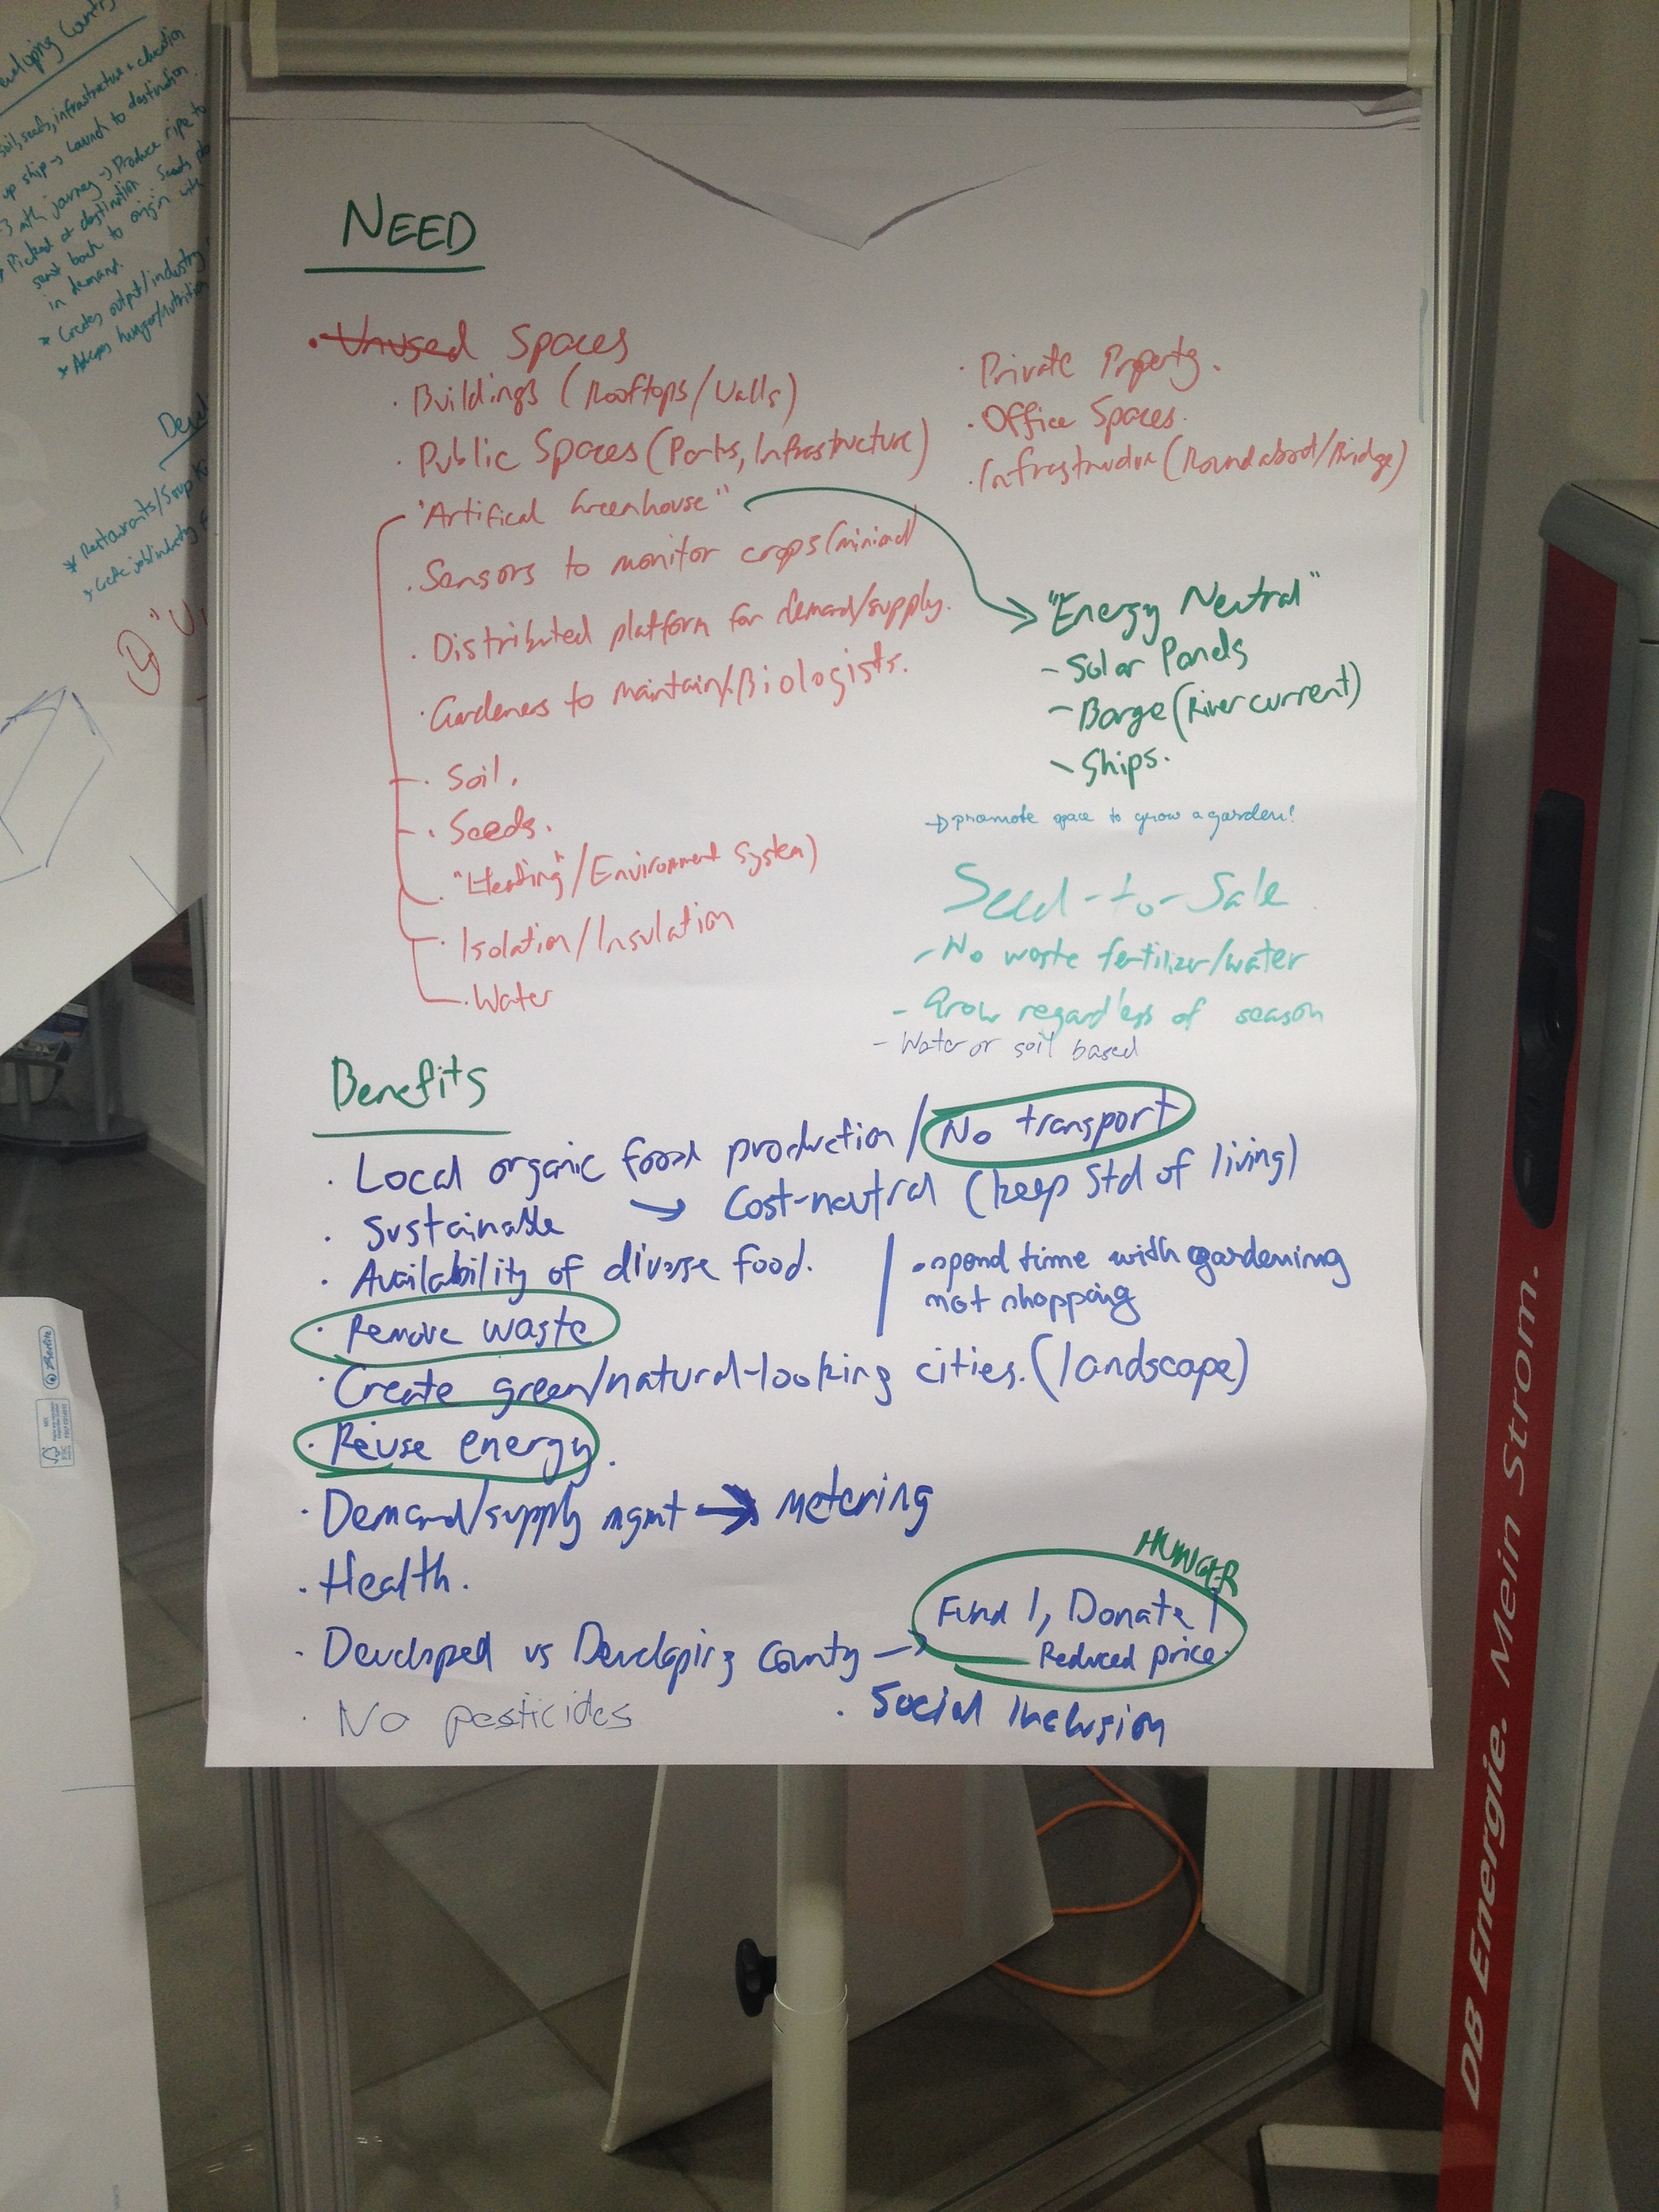 NEED
· Unused Spaces
· Buildings (Rooftops/Walls)
· Public Spaces (Parks, Infrastructure)
· Private Property.
· Office Spaces.
· Infrastructure (Roundabout/Bridge)
"Artifical Greenhouse"
· Sensors to monitor crops (minimal)
· Distributed platform for demand/supply.
· Gardeners to maintain/Biologists.
· Soil.
· Seeds.
· "Heating"/Environment System)
· Isolation/Insulation
· Water
"Energy Neutral"
- Solar Panels
- Barge (River current)
- Ships.
→ promote space to grow a garden!
Seed-to-Sale
- No waste fertilizer/water
- Grow regardless of season
- Water or soil based
Benefits
· Local organic food production / No transport
· Sustainable → Cost-neutral (keep Std of living)
· Availability of diverse food.
• spend time with gardening
not shopping
· Remove waste
· Create green/natural-looking cities. (landscape)
· Reuse energy.
· Demand/supply mgmt → metering
· Health.
HUNGER
· Developed vs Developing County → Fund 1, Donate 1
Reduced price.
· No pesticides
· Social Inclusion
soil, seeds, infrastructure + education
up ship → Launch to destination
3 mth journey → Produce ripe to
Picked at destination Seeds
sent back to origin with
in demand.
* Creates output/industry
hunger/nutrition
* Restaurants/Soup
DB Energie. Mein Strom.